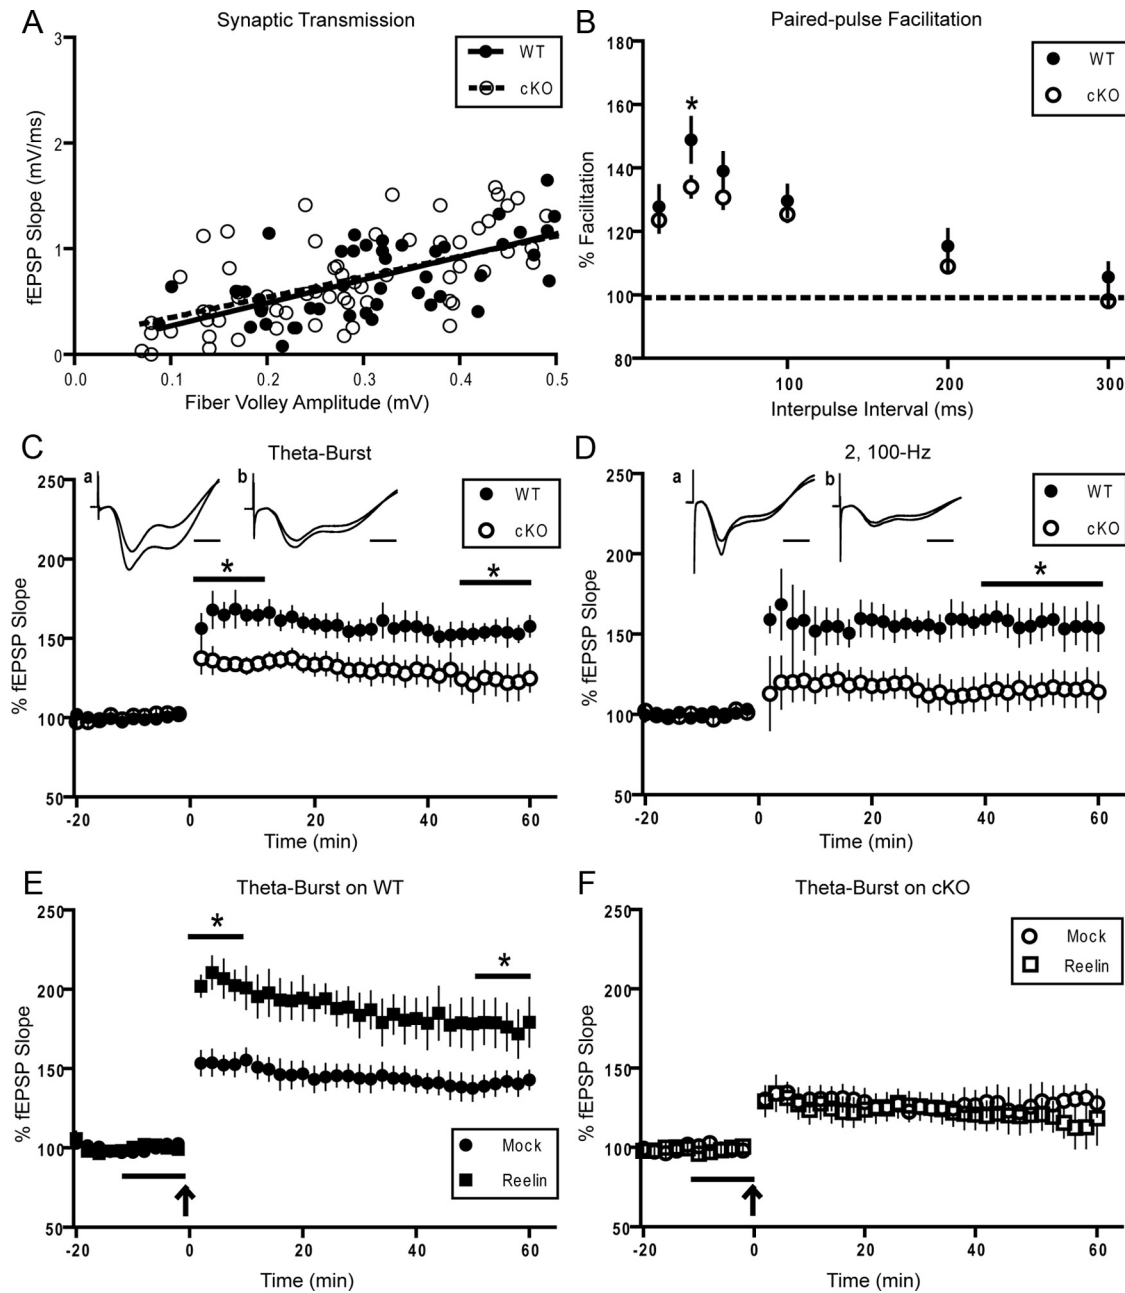 A
Synaptic Transmission
3
2
1
0
fEPSP Slope (mV/ms)
WT
cKO
0.0
0.1
0.2
0.3
0.4
0.5
Fiber Volley Amplitude (mV)
B
Paired-pulse Facilitation
180
160
140
120
100
80
% Facilitation
*
WT
cKO
100
200
300
Interpulse Interval (ms)
C
Theta-Burst
250
200
150
100
50
% fEPSP Slope
a
b
WT
cKO
*
*
-20
0
20
40
60
Time (min)
D
2, 100-Hz
250
200
150
100
50
% fEPSP Slope
a
b
WT
cKO
*
-20
0
20
40
60
Time (min)
E
Theta-Burst on WT
250
200
150
100
50
% fEPSP Slope
*
*
Mock
Reelin
-20
0
20
40
60
Time (min)
F
Theta-Burst on cKO
250
200
150
100
50
% fEPSP Slope
Mock
Reelin
-20
0
20
40
60
Time (min)